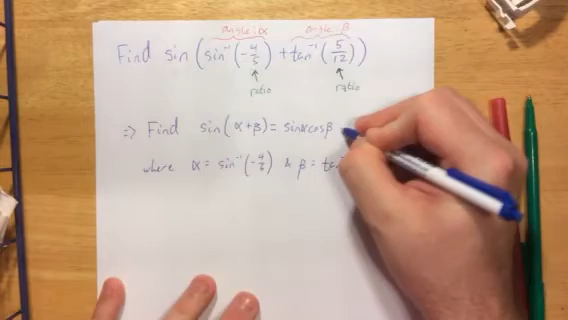 angle: α angle: β
Find sin(sin⁻¹(-4/5) + tan⁻¹(5/12))
ratio ratio
⇒ Find sin(α+β) = sinαcosβ
where α = sin⁻¹(-4/5) & β =